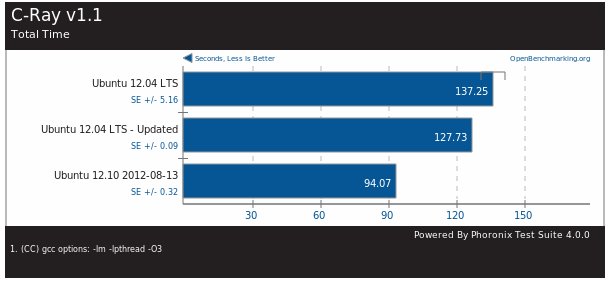 C-Ray v1.1
Total Time
Seconds, Less Is Better
OpenBenchmarking.org
Ubuntu 12.04 LTS
SE +/- 5.16
137.25
Ubuntu 12.04 LTS - Updated
SE +/- 0.09
127.73
Ubuntu 12.10 2012-08-13
SE +/- 0.32
94.07
30 60 90 120 150
Powered By Phoronix Test Suite 4.0.0
1. (CC) gcc options: -lm -lpthread -O3